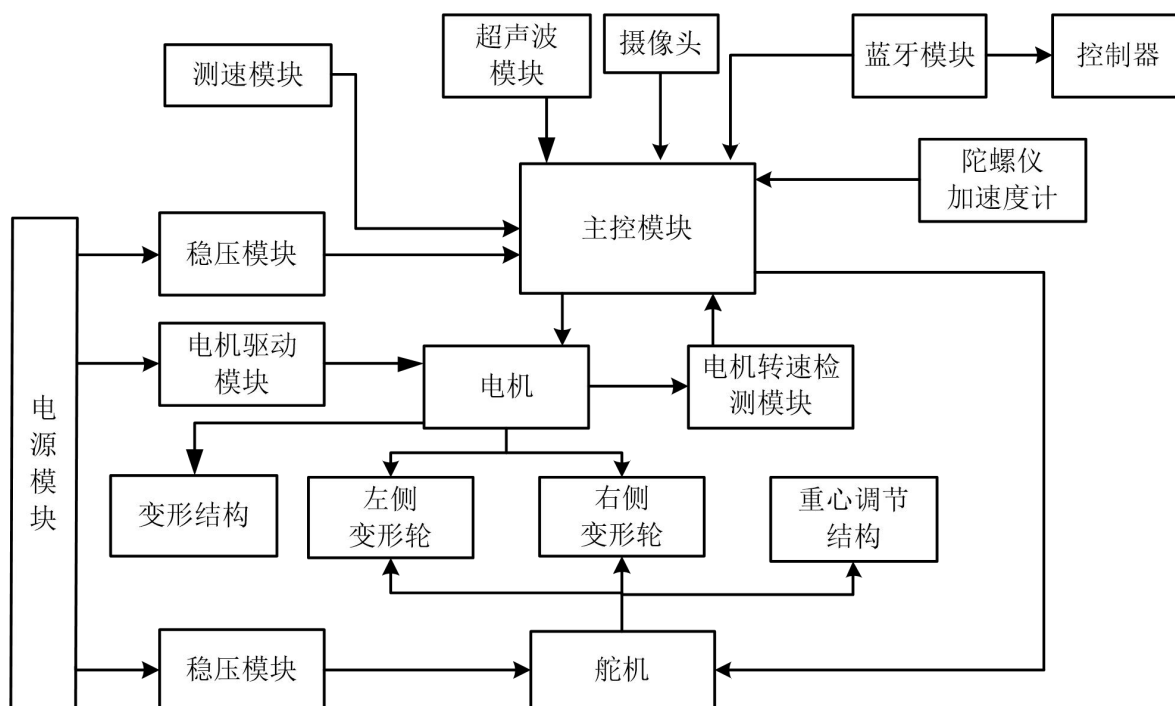 测速模块
超声波
模块
摄像头
蓝牙模块
控制器
陀螺仪
加速度计
主控模块
稳压模块
电机驱动
模块
电机
电机转速检
测模块
电
源
模
块
变形结构
左侧
变形轮
右侧
变形轮
重心调节
结构
稳压模块
舵机